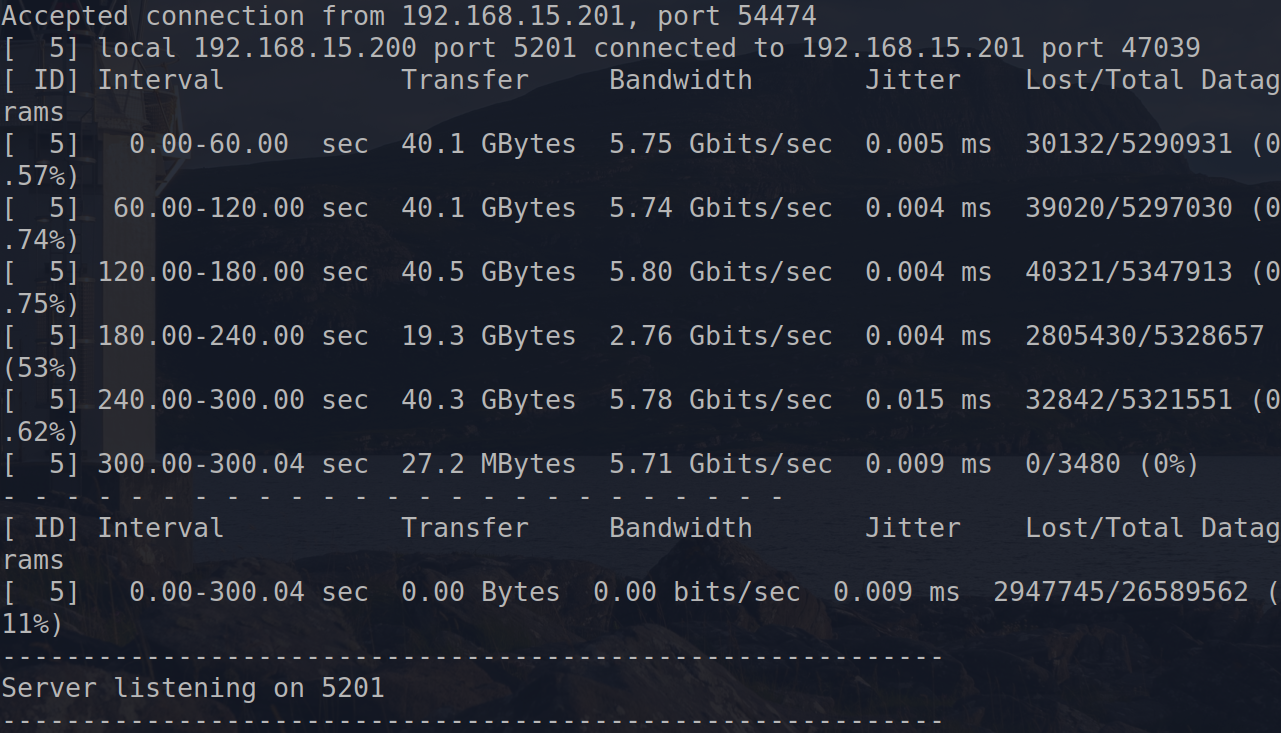 Accepted connection from 192.168.15.201, port 54474
[  5] local 192.168.15.200 port 5201 connected to 192.168.15.201 port 47039
[ ID] Interval           Transfer     Bandwidth       Jitter    Lost/Total Datag
rams
[  5]   0.00-60.00  sec  40.1 GBytes  5.75 Gbits/sec  0.005 ms  30132/5290931 (0
.57%)
[  5]  60.00-120.00 sec  40.1 GBytes  5.74 Gbits/sec  0.004 ms  39020/5297030 (0
.74%)
[  5] 120.00-180.00 sec  40.5 GBytes  5.80 Gbits/sec  0.004 ms  40321/5347913 (0
.75%)
[  5] 180.00-240.00 sec  19.3 GBytes  2.76 Gbits/sec  0.004 ms  2805430/5328657
(53%)
[  5] 240.00-300.00 sec  40.3 GBytes  5.78 Gbits/sec  0.015 ms  32842/5321551 (0
.62%)
[  5] 300.00-300.04 sec  27.2 MBytes  5.71 Gbits/sec  0.009 ms  0/3480 (0%)
- - - - - - - - - - - - - - - - - - - - - - - - -
[ ID] Interval           Transfer     Bandwidth       Jitter    Lost/Total Datag
rams
[  5]   0.00-300.04 sec  0.00 Bytes  0.00 bits/sec  0.009 ms  2947745/26589562 (
11%)
-----------------------------------------------------------
Server listening on 5201
-----------------------------------------------------------